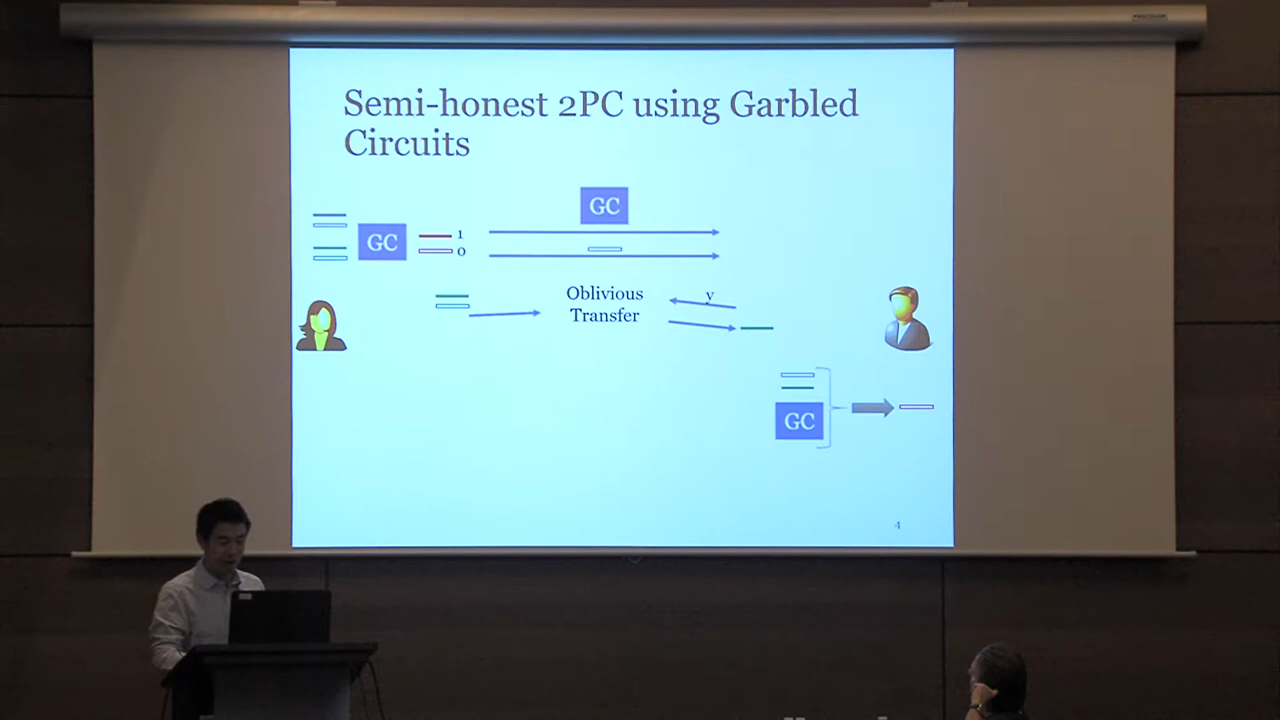 Semi-honest 2PC using Garbled
Circuits
GC
GC
1
0
Oblivious
Transfer
y
GC
4